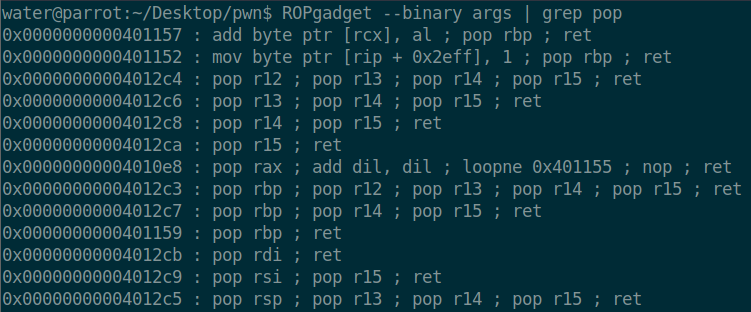 water@parrot:~/Desktop/pwn$ ROPgadget --binary args | grep pop
0x0000000000401157 : add byte ptr [rcx], al ; pop rbp ; ret
0x0000000000401152 : mov byte ptr [rip + 0x2eff], 1 ; pop rbp ; ret
0x00000000004012c4 : pop r12 ; pop r13 ; pop r14 ; pop r15 ; ret
0x00000000004012c6 : pop r13 ; pop r14 ; pop r15 ; ret
0x00000000004012c8 : pop r14 ; pop r15 ; ret
0x00000000004012ca : pop r15 ; ret
0x00000000004010e8 : pop rax ; add dil, dil ; loopne 0x401155 ; nop ; ret
0x00000000004012c3 : pop rbp ; pop r12 ; pop r13 ; pop r14 ; pop r15 ; ret
0x00000000004012c7 : pop rbp ; pop r14 ; pop r15 ; ret
0x0000000000401159 : pop rbp ; ret
0x00000000004012cb : pop rdi ; ret
0x00000000004012c9 : pop rsi ; pop r15 ; ret
0x00000000004012c5 : pop rsp ; pop r13 ; pop r14 ; pop r15 ; ret